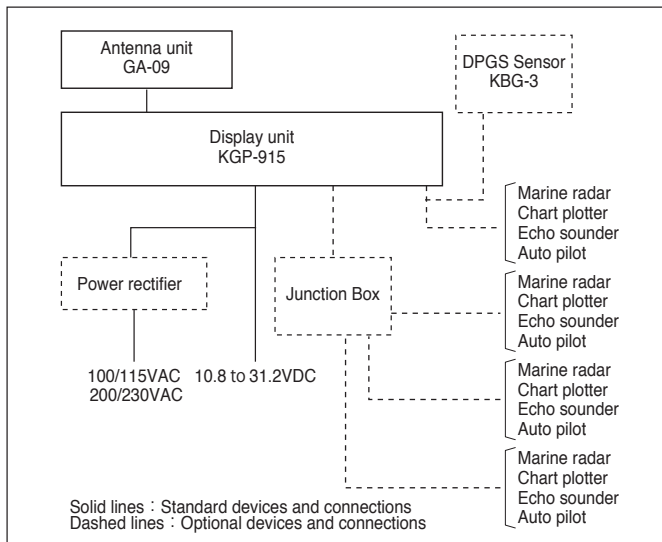 Antenna unit
GA-09
DPGS Sensor
KBG-3
Display unit
KGP-915
Marine radar
Chart plotter
Echo sounder
Auto pilot
Power rectifier
Junction Box
Marine radar
Chart plotter
Echo sounder
Auto pilot
100/115VAC
200/230VAC
10.8 to 31.2VDC
Marine radar
Chart plotter
Echo sounder
Auto pilot
Marine radar
Chart plotter
Echo sounder
Auto pilot
Solid lines : Standard devices and connections
Dashed lines : Optional devices and connections